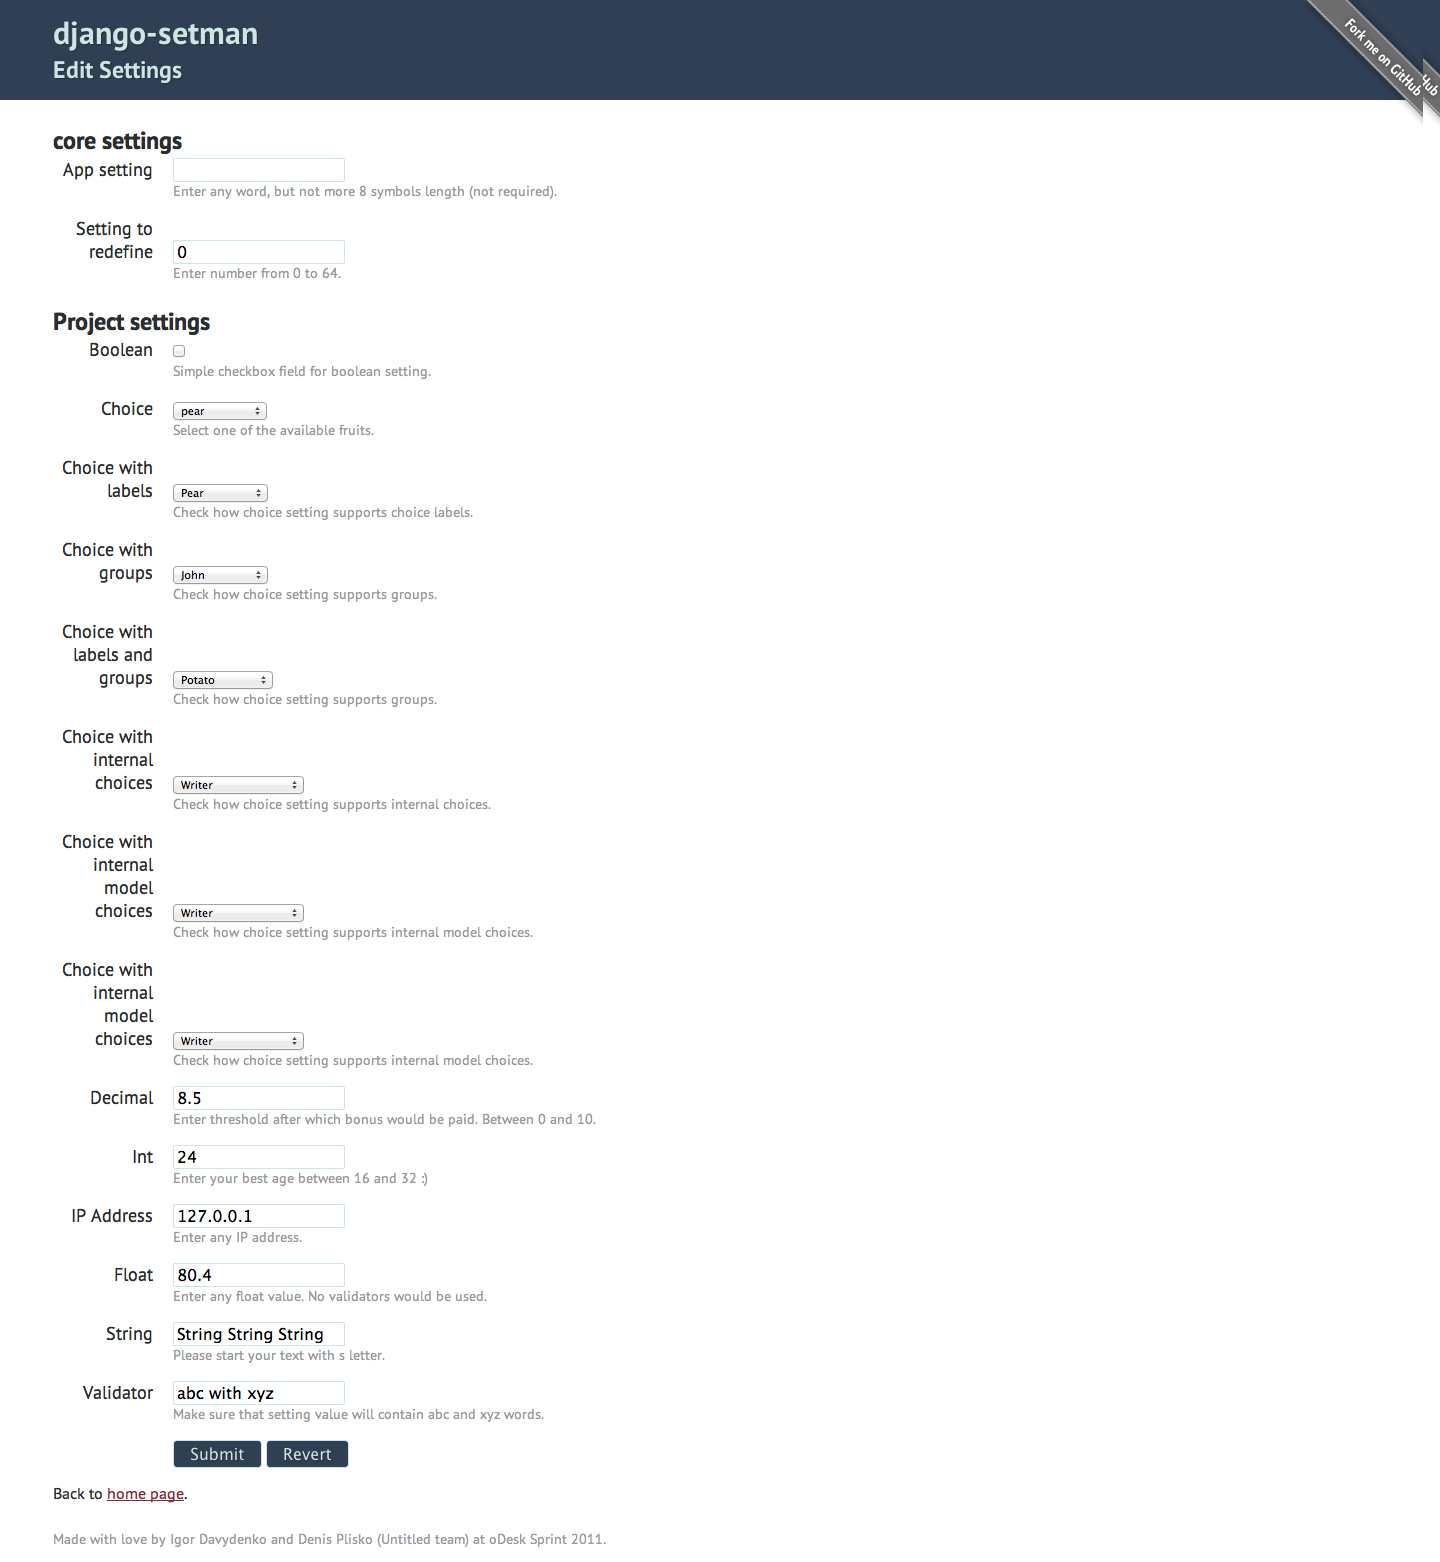 django-setman
Edit Settings
Fork me on GitHub
Hub
core settings
App setting
Enter any word, but not more 8 symbols length (not required).
Setting to
redefine
0
Enter number from 0 to 64.
Project settings
Boolean
Simple checkbox field for boolean setting.
Choice
pear
Select one of the available fruits.
Choice with
labels
Pear
Check how choice setting supports choice labels.
Choice with
groups
John
Check how choice setting supports groups.
Choice with
labels and
groups
Potato
Check how choice setting supports groups.
Choice with
internal
choices
Writer
Check how choice setting supports internal choices.
Choice with
internal
model
choices
Writer
Check how choice setting supports internal model choices.
Choice with
internal
model
choices
Writer
Check how choice setting supports internal model choices.
Decimal
8.5
Enter threshold after which bonus would be paid. Between 0 and 10.
Int
24
Enter your best age between 16 and 32 :)
IP Address
127.0.0.1
Enter any IP address.
Float
80.4
Enter any float value. No validators would be used.
String
String String String
Please start your text with s letter.
Validator
abc with xyz
Make sure that setting value will contain abc and xyz words.
Submit Revert
Back to home page.
Made with love by Igor Davydenko and Denis Plisko (Untitled team) at oDesk Sprint 2011.